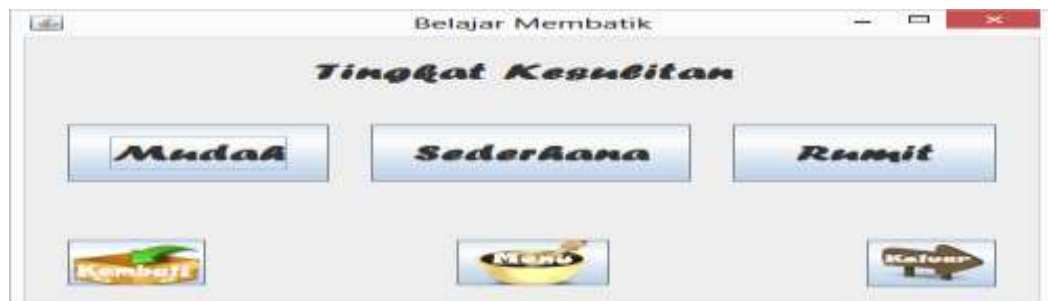 Belajar Membatik
Tingkat Kesulitan
Mudah Sederhana Rumit
Kembali Menu Keluar